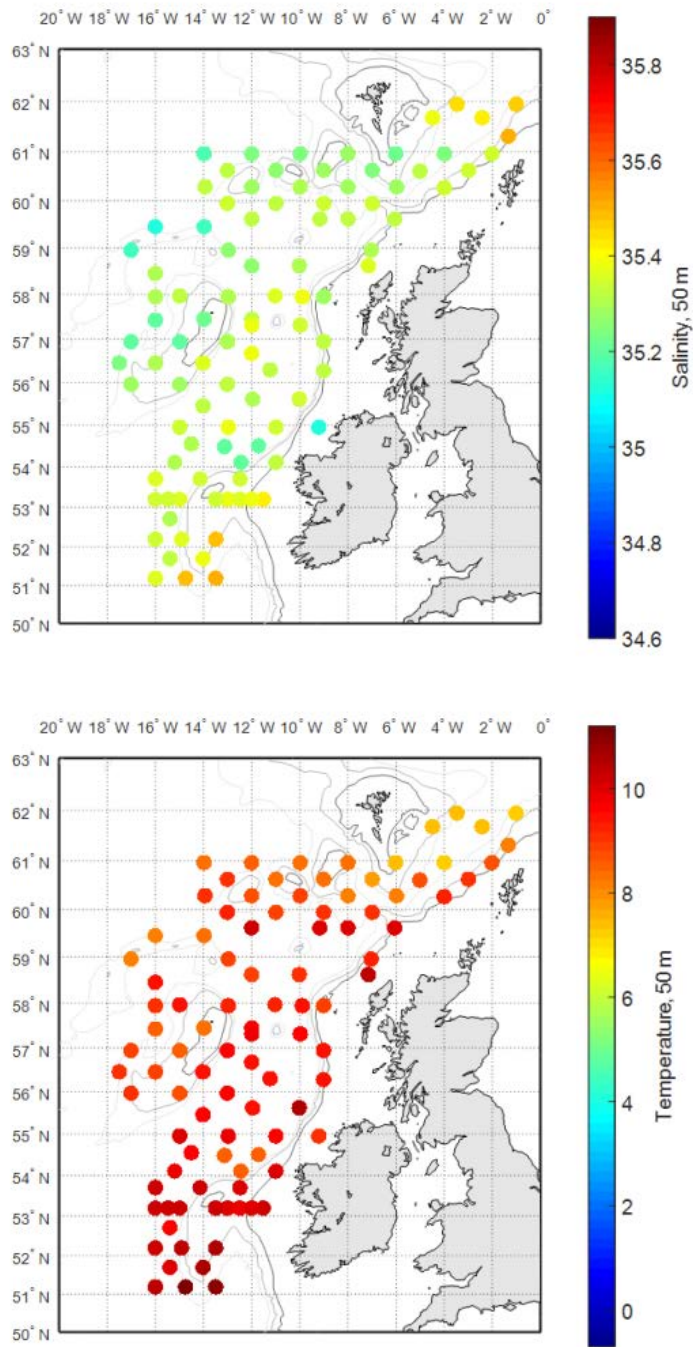 20° W 18° W 16° W 14° W 12° W 10° W 8° W 6° W 4° W 2° W 0°
63° N
62° N
61° N
60° N
59° N
58° N
57° N
56° N
55° N
54° N
53° N
52° N
51° N
50° N
35.8
35.6
35.4
35.2
35
34.8
34.6
Salinity, 50 m
20° W 18° W 16° W 14° W 12° W 10° W 8° W 6° W 4° W 2° W 0°
63° N
62° N
61° N
60° N
59° N
58° N
57° N
56° N
55° N
54° N
53° N
52° N
51° N
50° N
10
8
6
4
2
0
Temperature, 50 m